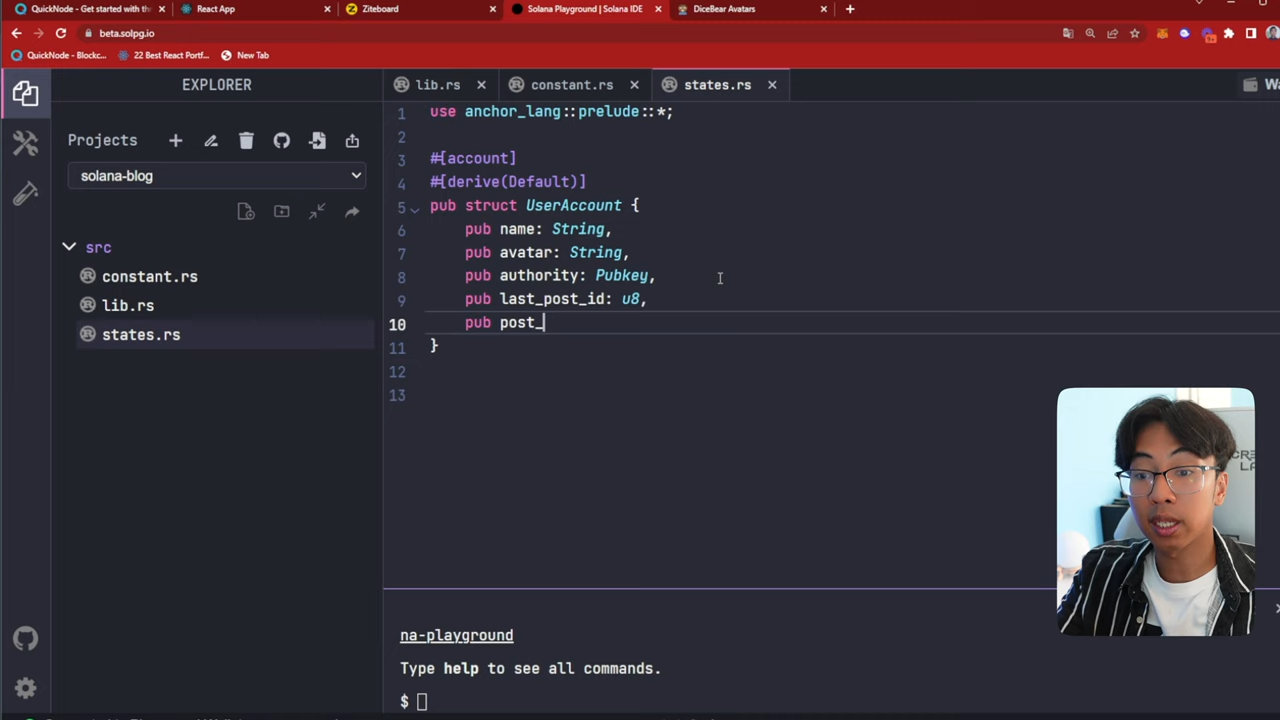 QuickNode - Get started with th
React App
Ziteboard
Solana Playground | Solana IDE
DiceBear Avatars
beta.solpg.io
QuickNode - Blockc...
22 Best React Portf...
New Tab
EXPLORER
lib.rs
constant.rs
states.rs
Projects
solana-blog
src
constant.rs
lib.rs
states.rs
1 use anchor_lang::prelude::*;
2
3 #[account]
4 #[derive(Default)]
5 pub struct UserAccount {
6 pub name: String,
7 pub avatar: String,
8 pub authority: Pubkey,
9 pub last_post_id: u8,
10 pub post_
11 }
12
13
na-playground
Type help to see all commands.
$